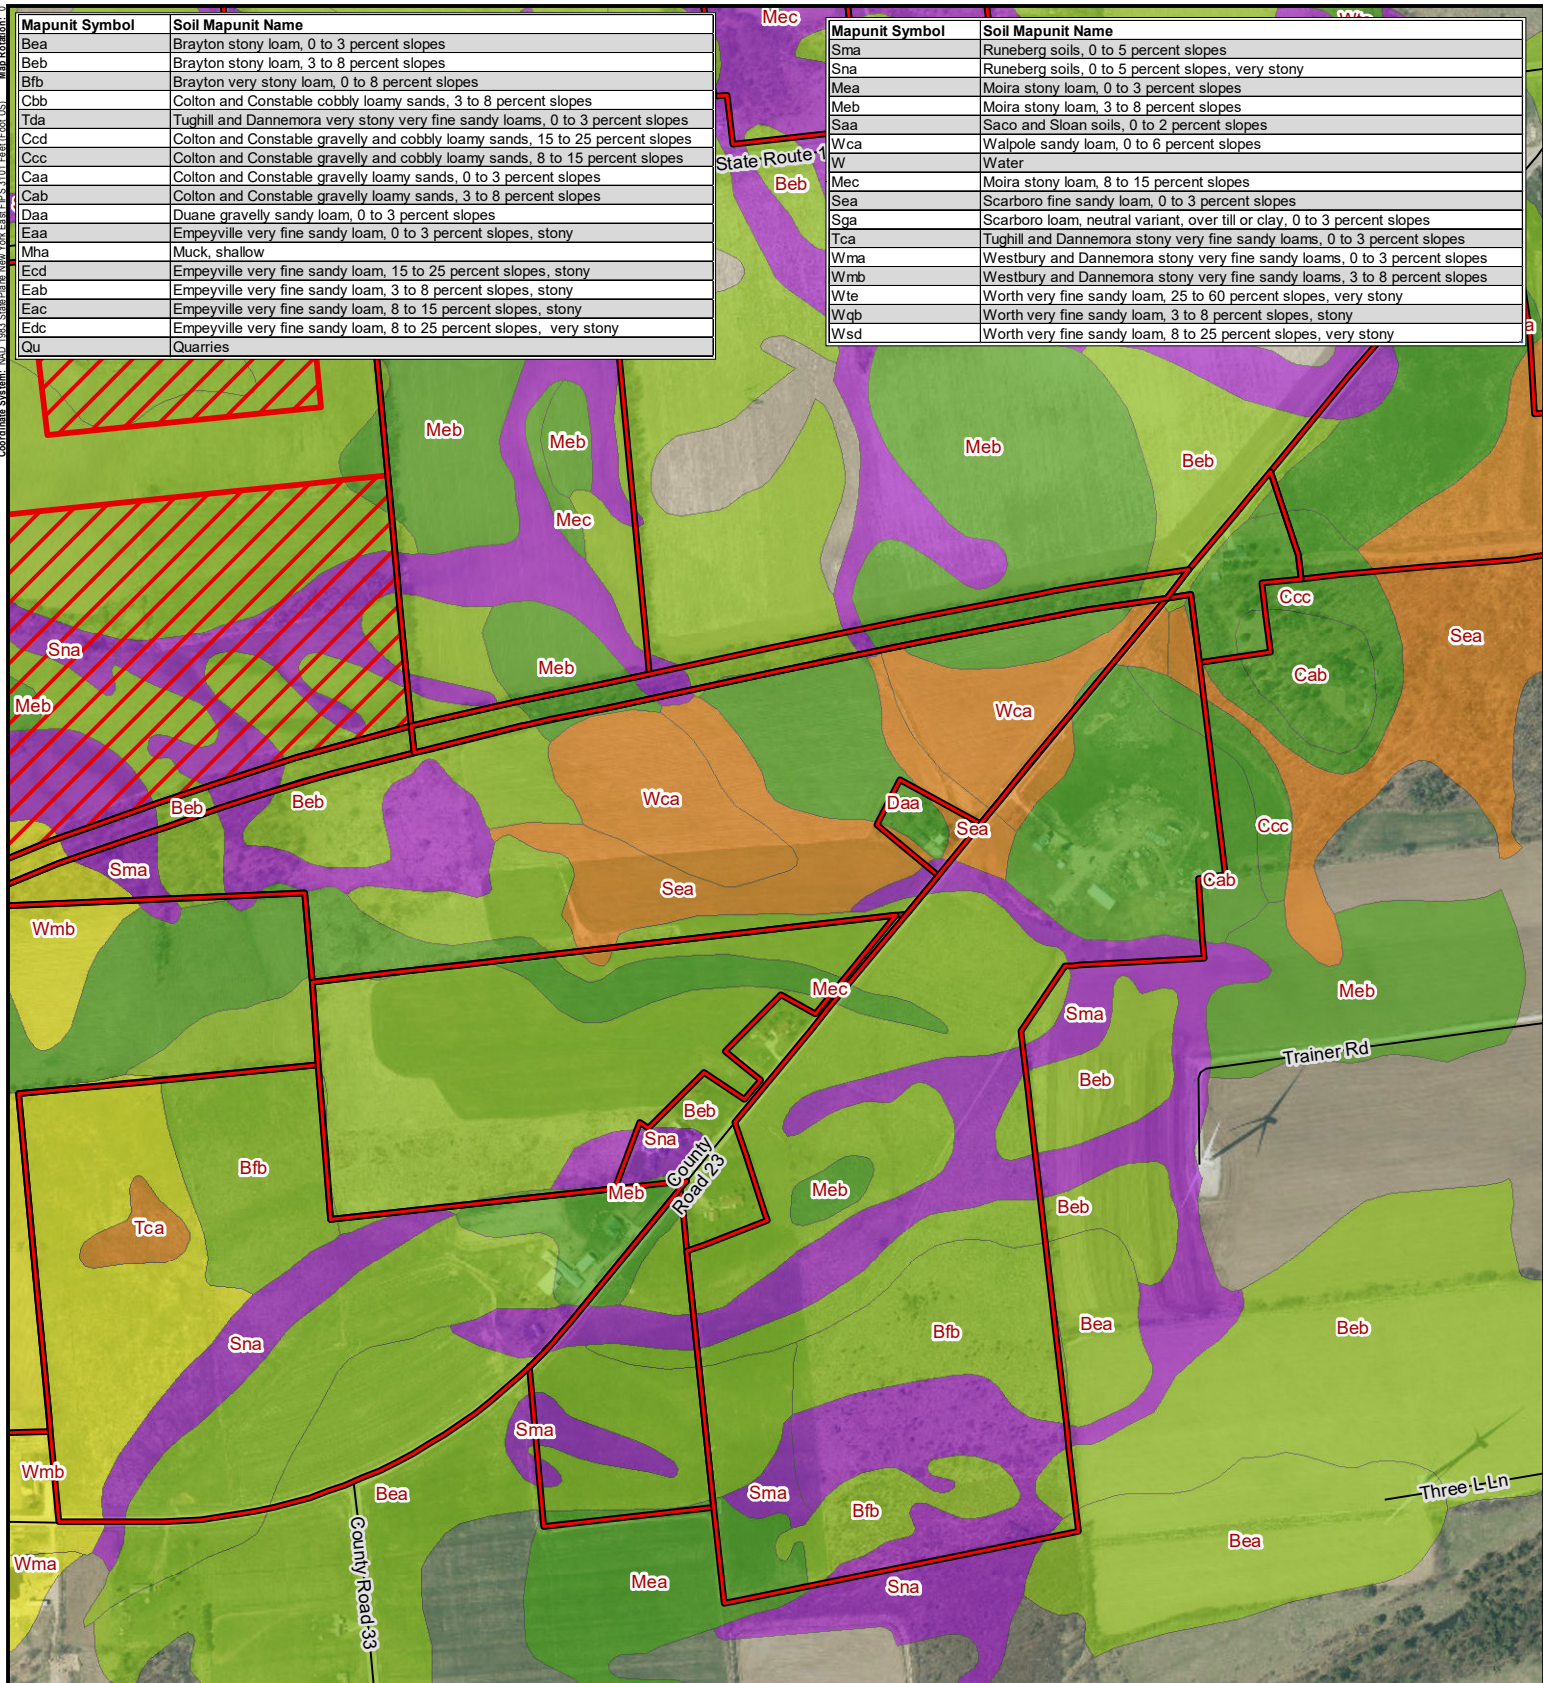 Mapunit Symbol Soil Mapunit Name
Bea Brayton stony loam, 0 to 3 percent slopes
Beb Brayton stony loam, 3 to 8 percent slopes
Bfb Brayton very stony loam, 0 to 8 percent slopes
Cbb Colton and Constable cobbly loamy sands, 3 to 8 percent slopes
Tda Tughill and Dannemora very stony very fine sandy loams, 0 to 3 percent slopes
Ccd Colton and Constable gravelly and cobbly loamy sands, 15 to 25 percent slopes
Ccc Colton and Constable gravelly and cobbly loamy sands, 8 to 15 percent slopes
Caa Colton and Constable gravelly loamy sands, 0 to 3 percent slopes
Cab Colton and Constable gravelly loamy sands, 3 to 8 percent slopes
Daa Duane gravelly sandy loam, 0 to 3 percent slopes
Eaa Empeyville very fine sandy loam, 0 to 3 percent slopes, stony
Mha Muck, shallow
Ecd Empeyville very fine sandy loam, 15 to 25 percent slopes, stony
Eab Empeyville very fine sandy loam, 3 to 8 percent slopes, stony
Eac Empeyville very fine sandy loam, 8 to 15 percent slopes, stony
Edc Empeyville very fine sandy loam, 8 to 25 percent slopes, very stony
Qu Quarries
Mapunit Symbol Soil Mapunit Name
Sma Runeberg soils, 0 to 5 percent slopes
Sna Runeberg soils, 0 to 5 percent slopes, very stony
Mea Moira stony loam, 0 to 3 percent slopes
Meb Moira stony loam, 3 to 8 percent slopes
Saa Saco and Sloan soils, 0 to 2 percent slopes
Wca Walpole sandy loam, 0 to 6 percent slopes
W Water
Mec Moira stony loam, 8 to 15 percent slopes
Sea Scarboro fine sandy loam, 0 to 3 percent slopes
Sga Scarboro loam, neutral variant, over till or clay, 0 to 3 percent slopes
Tca Tughill and Dannemora stony very fine sandy loams, 0 to 3 percent slopes
Wma Westbury and Dannemora stony very fine sandy loams, 0 to 3 percent slopes
Wmb Westbury and Dannemora stony very fine sandy loams, 3 to 8 percent slopes
Wte Worth very fine sandy loam, 25 to 60 percent slopes, very stony
Wqb Worth very fine sandy loam, 3 to 8 percent slopes, stony
Wsd Worth very fine sandy loam, 8 to 25 percent slopes, very stony
Mec
State Route 1
Beb
Meb
Meb
Meb
Beb
Mec
Ccc
Sea
Sna
Meb
Cab
Meb
Wca
Beb
Beb
Wca
Daa
Sea
Ccc
Sma
Sea
Cab
Wmb
Mec
Meb
Sma
Trainer Rd
Beb
Beb
Sna
County
Road 23
Bfb
Meb
Meb
Beb
Tca
Sna
Bfb
Bea
Beb
Sma
Wmb
Bea
Sma
Bfb
Three L Ln
Bea
County Road 33
Wma
Mea
Sna